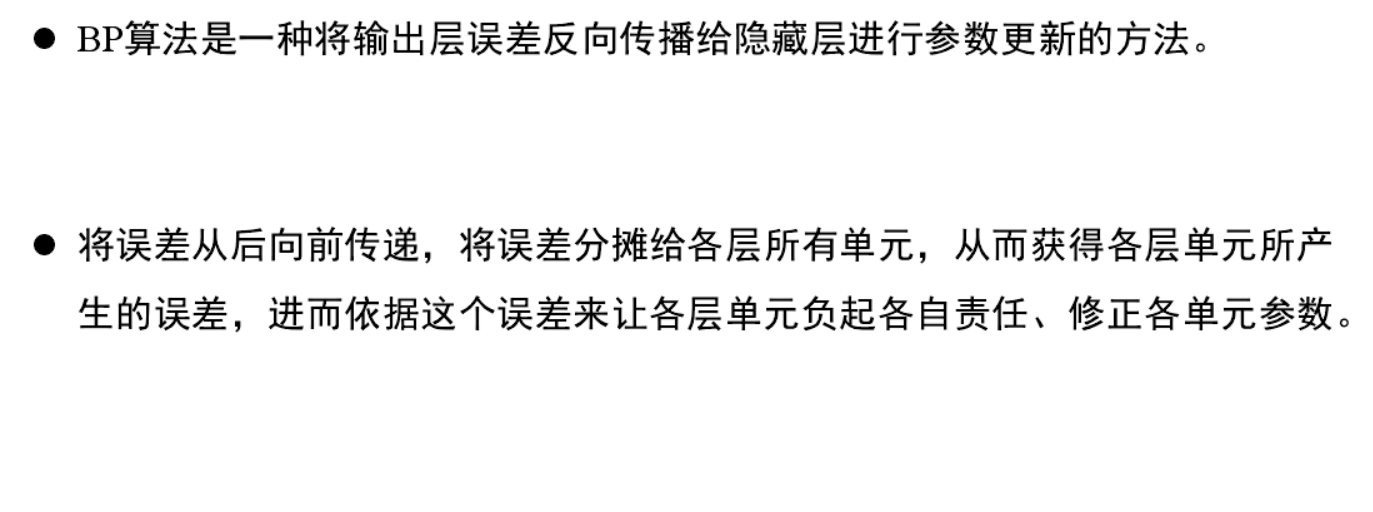 ● BP算法是一种将输出层误差反向传播给隐藏层进行参数更新的方法。
● 将误差从后向前传递，将误差分摊给各层所有单元，从而获得各层单元所产
生的误差，进而依据这个误差来让各层单元负起各自责任、修正各单元参数。